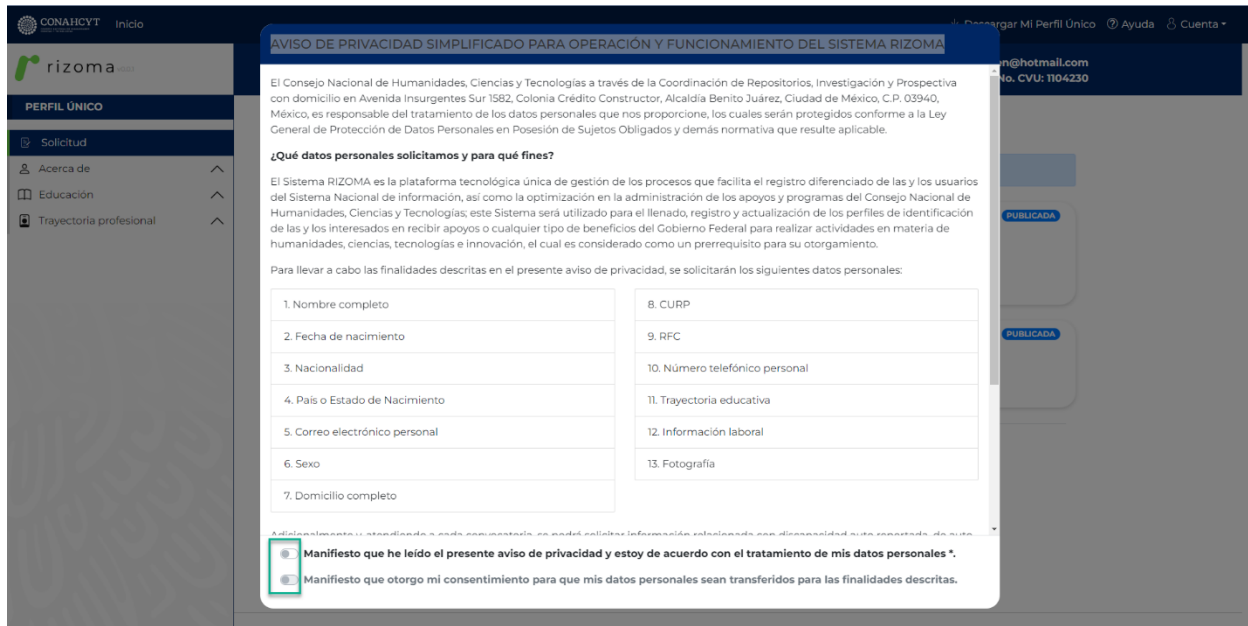 CONAHCYT Inicio
Descargar Mi Perfil Único Ayuda Cuenta
rizoma
n@hotmail.com
No. CVU: 1104230
PERFIL ÚNICO
Solicitud
Acerca de
Educación
Trayectoria profesional
AVISO DE PRIVACIDAD SIMPLIFICADO PARA OPERACIÓN Y FUNCIONAMIENTO DEL SISTEMA RIZOMA
El Consejo Nacional de Humanidades, Ciencias y Tecnologías a través de la Coordinación de Repositorios, Investigación y Prospectiva
con domicilio en Avenida Insurgentes Sur 1582, Colonia Crédito Constructor, Alcaldía Benito Juárez, Ciudad de México, C.P. 03940,
México, es responsable del tratamiento de los datos personales que nos proporcione, los cuales serán protegidos conforme a la Ley
General de Protección de Datos Personales en Posesión de Sujetos Obligados y demás normativa que resulte aplicable.
¿Qué datos personales solicitamos y para qué fines?
El Sistema RIZOMA es la plataforma tecnológica única de gestión de los procesos que facilita el registro diferenciado de las y los usuarios
del Sistema Nacional de información, así como la optimización en la administración de los apoyos y programas del Consejo Nacional de
Humanidades, Ciencias y Tecnologías; este Sistema será utilizado para el llenado, registro y actualización de los perfiles de identificación
de las y los interesados en recibir apoyos o cualquier tipo de beneficios del Gobierno Federal para realizar actividades en materia de
humanidades, ciencias, tecnologías e innovación, el cual es considerado como un prerrequisito para su otorgamiento.
Para llevar a cabo las finalidades descritas en el presente aviso de privacidad, se solicitarán los siguientes datos personales:
1. Nombre completo
2. Fecha de nacimiento
3. Nacionalidad
4. País o Estado de Nacimiento
5. Correo electrónico personal
6. Sexo
7. Domicilio completo
8. CURP
9. RFC
10. Número telefónico personal
11. Trayectoria educativa
12. Información laboral
13. Fotografía
Adicionalmente y, atendiendo a cada convocatoria, se podrá solicitar información relacionada con discapacidad auto reportada, de auto
Manifiesto que he leído el presente aviso de privacidad y estoy de acuerdo con el tratamiento de mis datos personales *.
Manifiesto que otorgo mi consentimiento para que mis datos personales sean transferidos para las finalidades descritas.
PUBLICADA
PUBLICADA